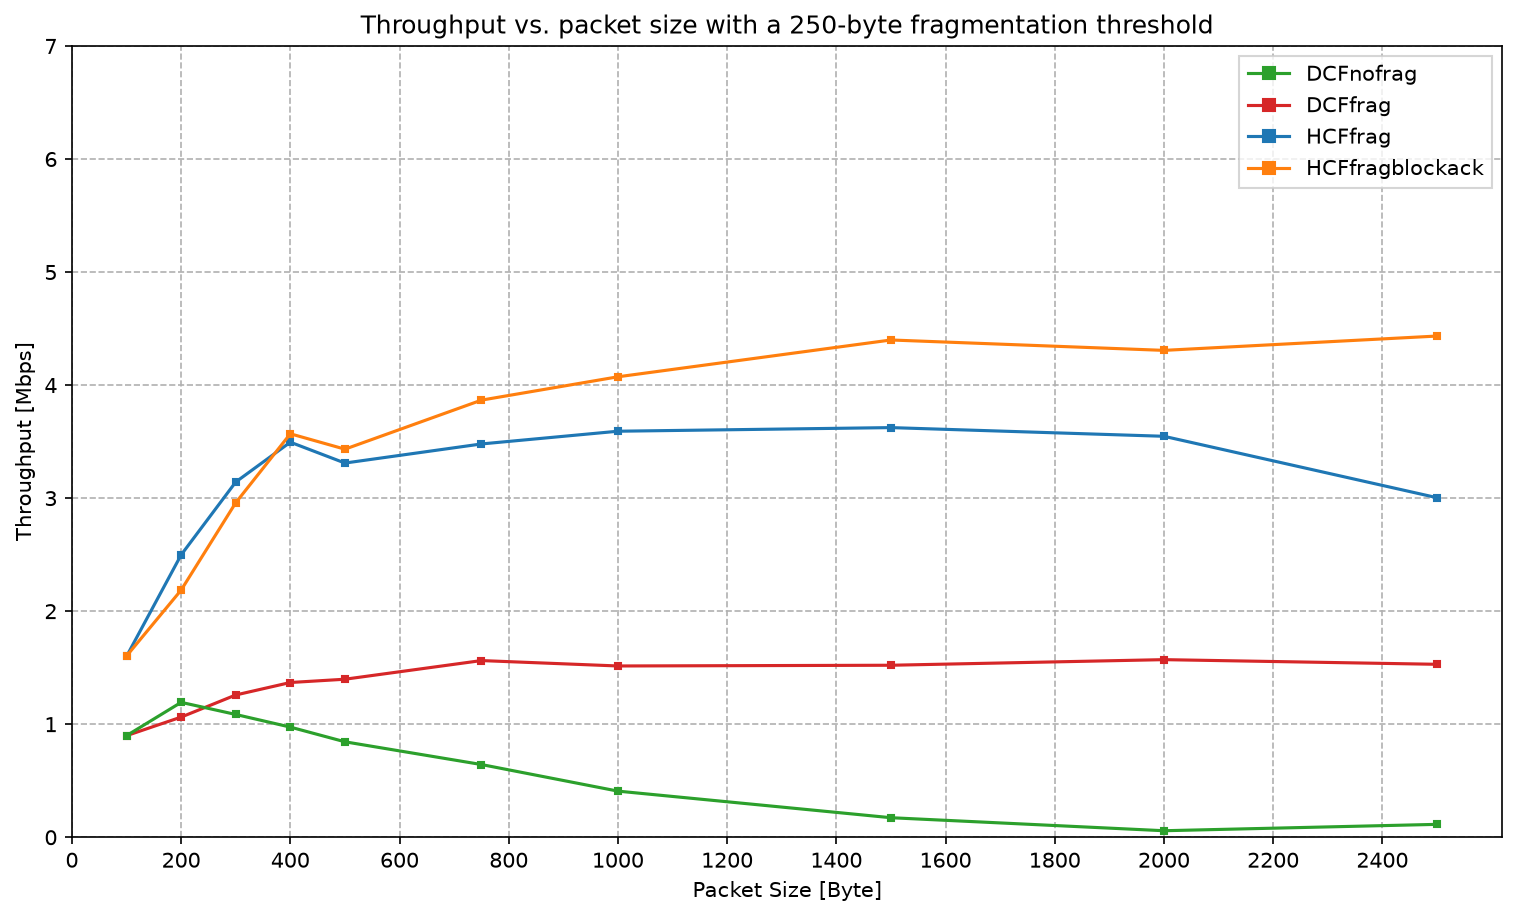 Throughput vs. packet size with a 250-byte fragmentation threshold
7
6
5
4
3
2
1
0
Throughput [Mbps]
DCFnofrag
DCFfrag
HCFfrag
HCFfragblockack
0 200 400 600 800 1000 1200 1400 1600 1800 2000 2200 2400
Packet Size [Byte]